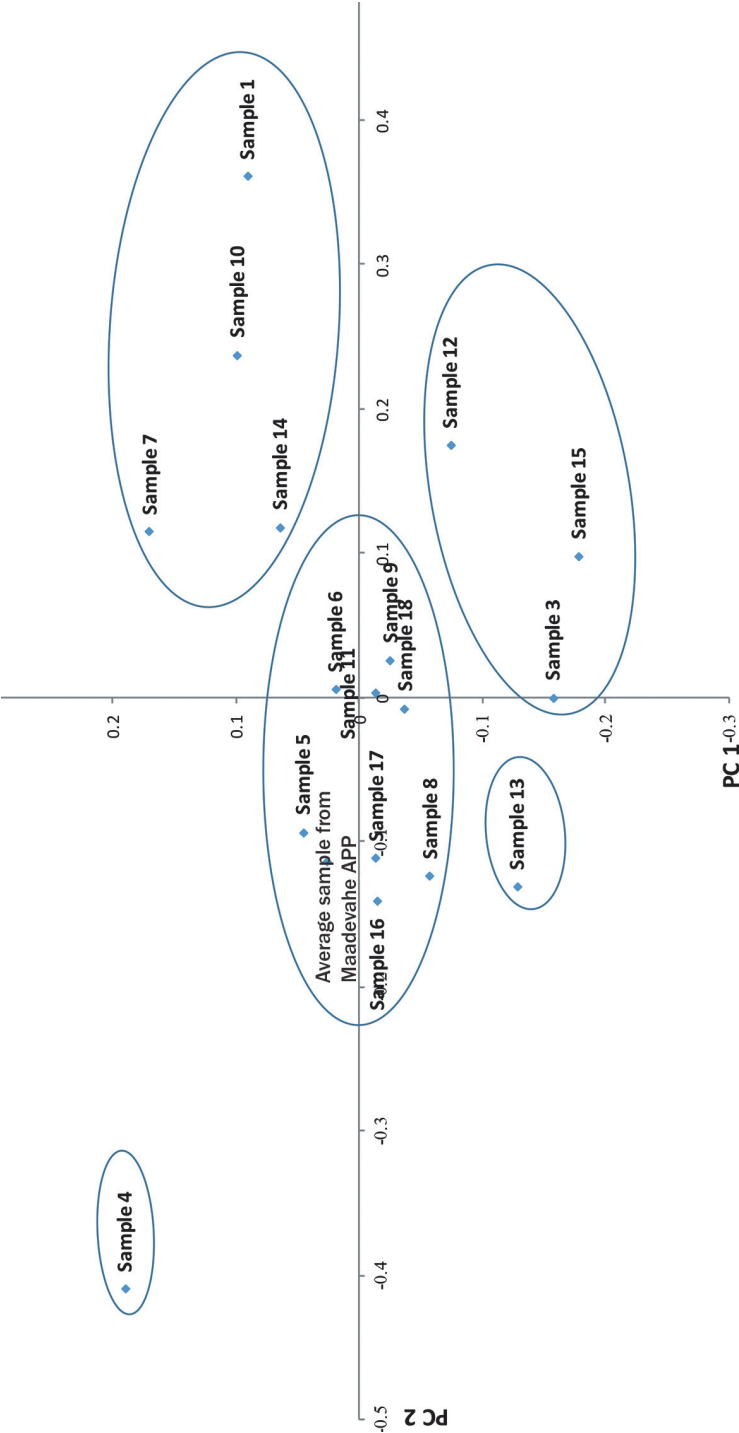 0.2
Sample 4
Sample 7
0.1
Sample 10
Sample 1
Sample 14
Sample 5
Average sample from
Maadevahe APP
Sample 6
Sample 11
0
-0.5
-0.4
-0.3
0
0.1
0.2
0.3
0.4
Sample 16
Sample 17
Sample 9
Sample 18
PC 2
Sample 8
Sample 12
-0.1
Sample 13
Sample 3
Sample 15
-0.2
-0.3
PC 1